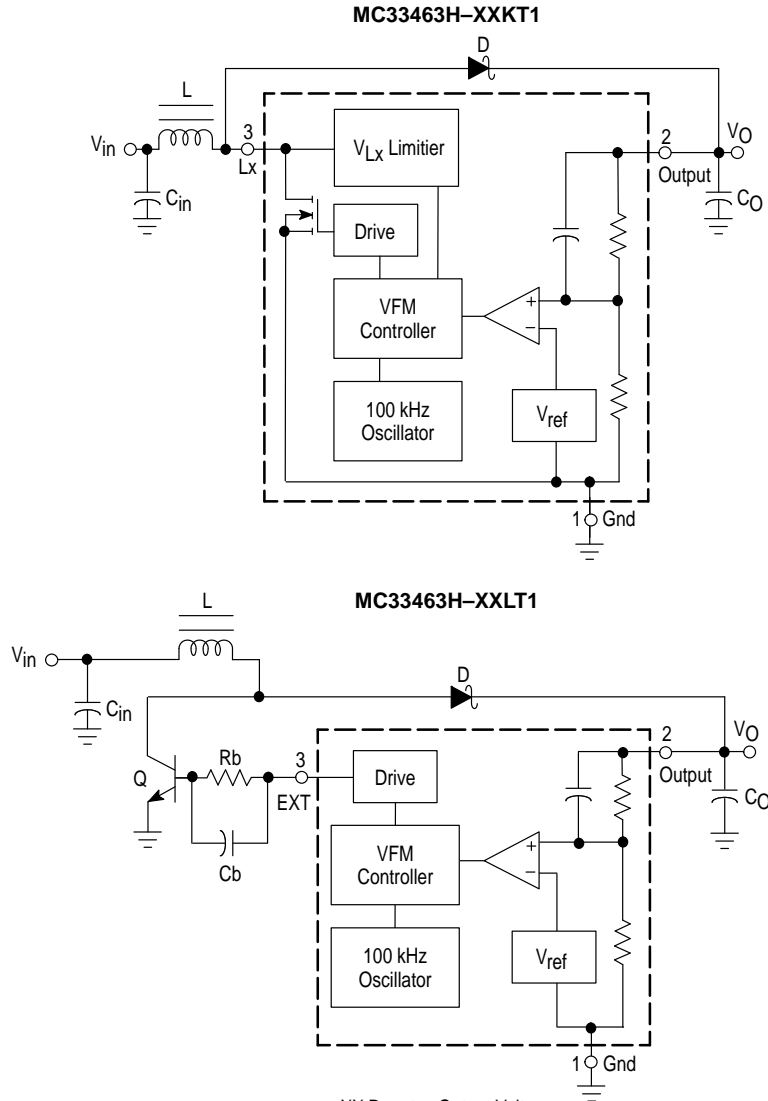 MC33463H–XXKT1
D
L
Vin
3
Lx
VLx Limitier
2
VO
Output
Cin
CO
Drive
VFM
Controller
+
–
100 kHz
Oscillator
Vref
1
Gnd
MC33463H–XXLT1
L
Vin
D
Cin
2
VO
Rb
3
Drive
Output
Q
EXT
CO
Cb
VFM
Controller
+
–
100 kHz
Oscillator
Vref
1
Gnd